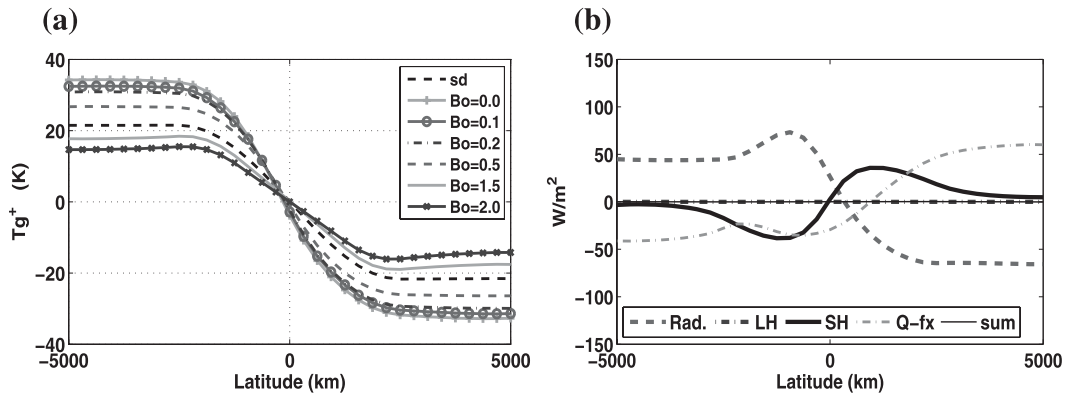 (a)
40
20
0
−20
−40
Tg+ (K)
−5000
0
5000
Latitude (km)
sd
Bo=0.0
Bo=0.1
Bo=0.2
Bo=0.5
Bo=1.5
Bo=2.0
(b)
150
100
50
0
−50
−100
−150
W/m2
−5000
0
5000
Latitude (km)
Rad. LH SH Q-fx sum